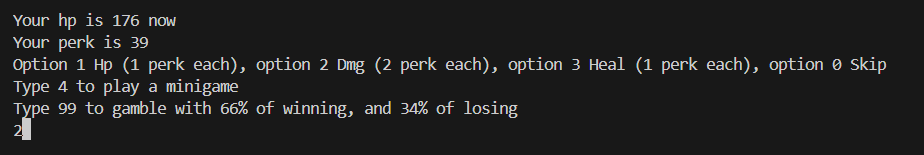 Your hp is 176 now
Your perk is 39
Option 1 Hp (1 perk each), option 2 Dmg (2 perk each), option 3 Heal (1 perk each), option 0 Skip
Type 4 to play a minigame
Type 99 to gamble with 66% of winning, and 34% of losing
2